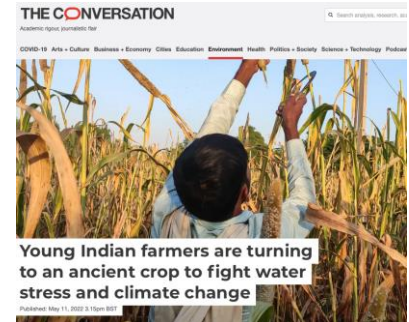 THE CONVERSATION
Academic rigour, journalistic flair
Search analysis, research, aca
COVID-19 Arts + Culture Business + Economy Cities Education Environment Health Politics + Society Science + Technology Podcas
Young Indian farmers are turning
to an ancient crop to fight water
stress and climate change
Published: May 11, 2022 3.15pm BST